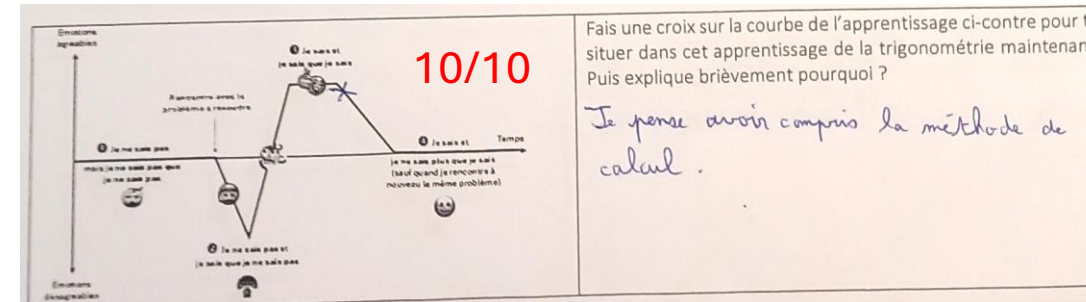 Emotions
agréables
❸ Je sais et
je sais que je sais
10/10
Rencontre avec le
problème à résoudre
❶ Je ne sais pas
mais je ne sais pas que
je ne sais pas
❹ Je sais et
Temps
je ne sais plus que je sais
(sauf quand je rencontre à
nouveau le même problème)
❷ Je ne sais pas et
je sais que je ne sais pas
Emotions
désagréables
Fais une croix sur la courbe de l'apprentissage ci-contre pour
situer dans cet apprentissage de la trigonométrie maintenan
Puis explique brièvement pourquoi ?
Je pense avoir compris la méthode de
calcul .